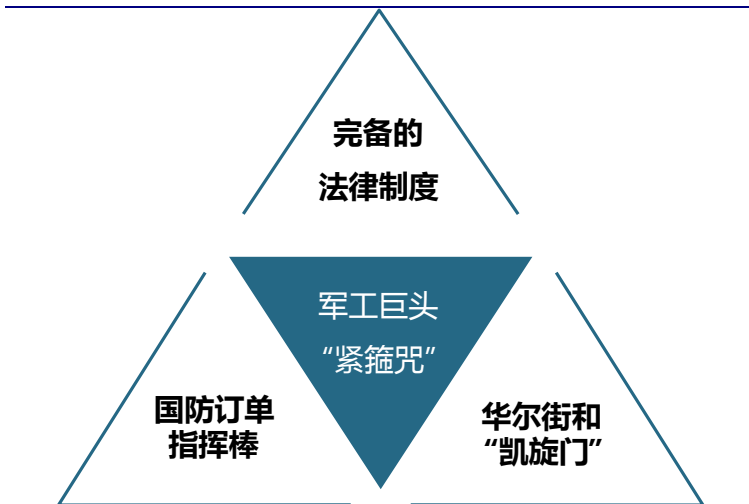 完备的
法律制度
军工巨头
“紧箍咒”
国防订单
指挥棒
华尔街和
“凯旋门”